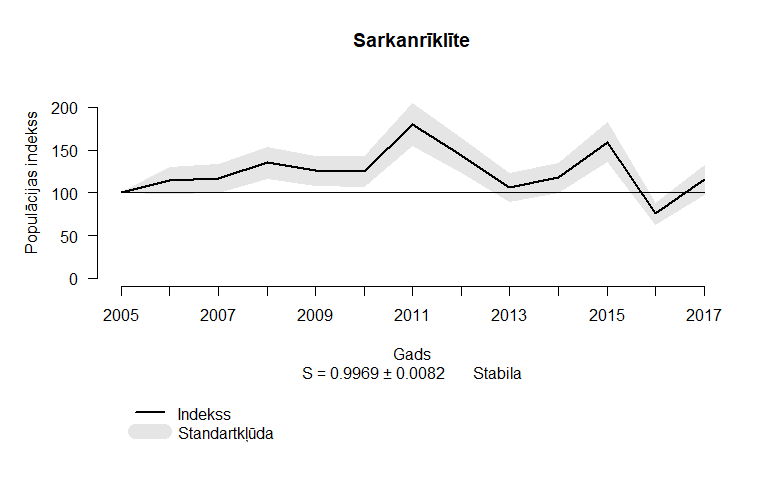 Sarkanrīklīte
Populācijas indekss
200
150
100
50
0
2005 2007 2009 2011 2013 2015 2017
Gads
S = 0.9969 ± 0.0082 Stabila
Indekss
Standartkļūda